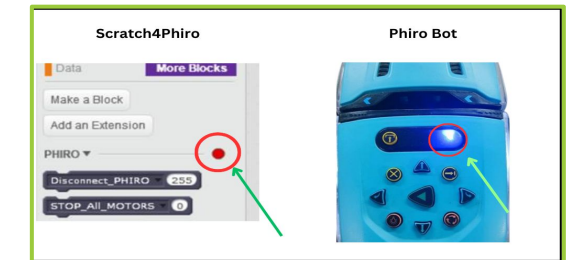 Scratch4Phiro
Phiro Bot
Data
More Blocks
Make a Block
Add an Extension
PHIRO
Disconnect_PHIRO 255
STOP_All_MOTORS 0